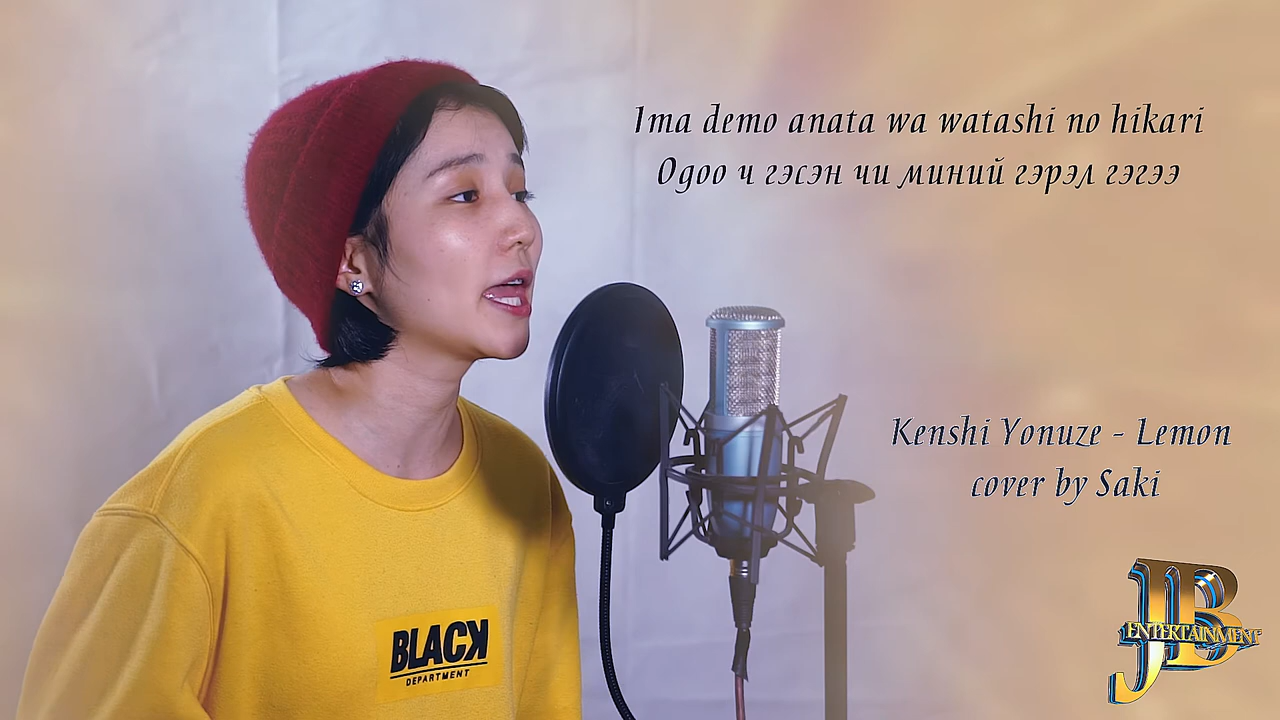 Ima demo anata wa watashi no hikari
Одоо ч гэсэн чи миний гэрэл гэгээ
Kenshi Yonuze - Lemon
cover by Saki
BLACK
DEPARTMENT
JB
ENTERTAINMENT